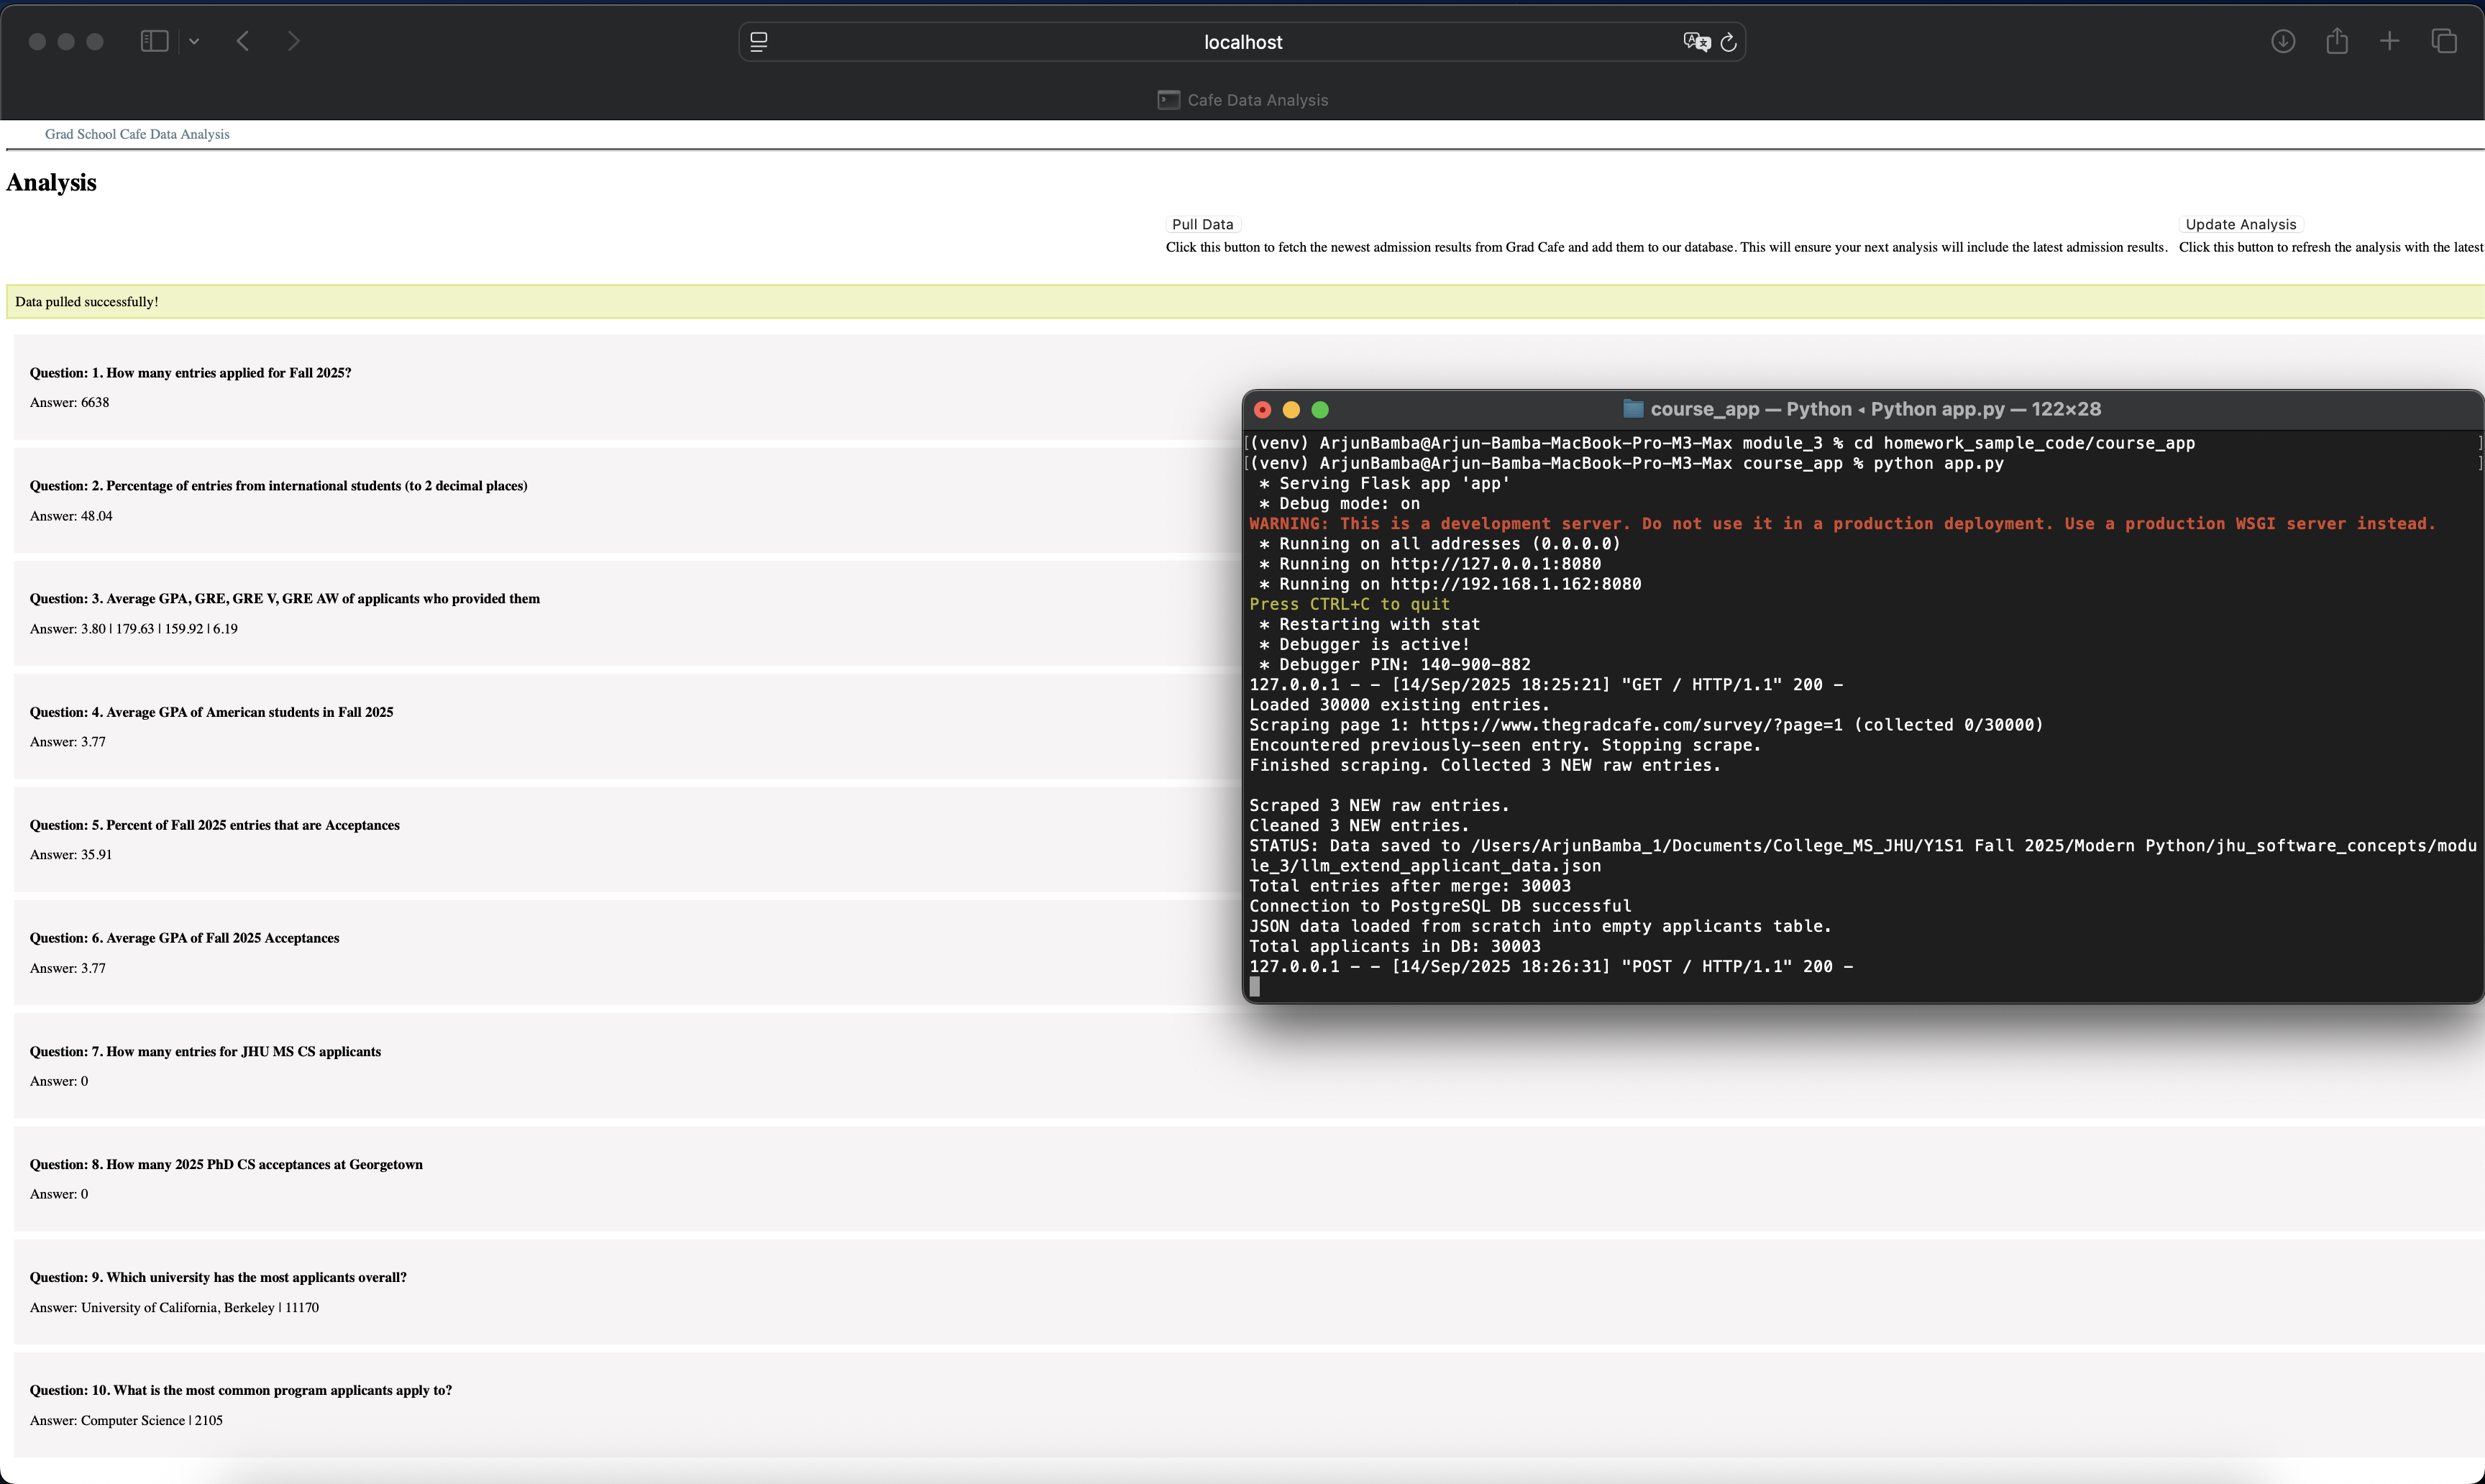 localhost
Cafe Data Analysis
Grad School Cafe Data Analysis
Analysis
Pull Data
Click this button to fetch the newest admission results from Grad Cafe and add them to our database. This will ensure your next analysis will include the latest admission results.
Update Analysis
Click this button to refresh the analysis with the latest
Data pulled successfully!
Question: 1. How many entries applied for Fall 2025?
Answer: 6638
Question: 2. Percentage of entries from international students (to 2 decimal places)
Answer: 48.04
Question: 3. Average GPA, GRE, GRE V, GRE AW of applicants who provided them
Answer: 3.80 | 179.63 | 159.92 | 6.19
Question: 4. Average GPA of American students in Fall 2025
Answer: 3.77
Question: 5. Percent of Fall 2025 entries that are Acceptances
Answer: 35.91
Question: 6. Average GPA of Fall 2025 Acceptances
Answer: 3.77
Question: 7. How many entries for JHU MS CS applicants
Answer: 0
Question: 8. How many 2025 PhD CS acceptances at Georgetown
Answer: 0
Question: 9. Which university has the most applicants overall?
Answer: University of California, Berkeley | 11170
Question: 10. What is the most common program applicants apply to?
Answer: Computer Science | 2105
course_app — Python ◂ Python app.py — 122×28
[(venv) ArjunBamba@Arjun-Bamba-MacBook-Pro-M3-Max module_3 % cd homework_sample_code/course_app ]
[(venv) ArjunBamba@Arjun-Bamba-MacBook-Pro-M3-Max course_app % python app.py ]
* Serving Flask app 'app'
* Debug mode: on
WARNING: This is a development server. Do not use it in a production deployment. Use a production WSGI server instead.
* Running on all addresses (0.0.0.0)
* Running on http://127.0.0.1:8080
* Running on http://192.168.1.162:8080
Press CTRL+C to quit
* Restarting with stat
* Debugger is active!
* Debugger PIN: 140-900-882
127.0.0.1 - - [14/Sep/2025 18:25:21] "GET / HTTP/1.1" 200 -
Loaded 30000 existing entries.
Scraping page 1: https://www.thegradcafe.com/survey/?page=1 (collected 0/30000)
Encountered previously-seen entry. Stopping scrape.
Finished scraping. Collected 3 NEW raw entries.
Scraped 3 NEW raw entries.
Cleaned 3 NEW entries.
STATUS: Data saved to /Users/ArjunBamba_1/Documents/College_MS_JHU/Y1S1 Fall 2025/Modern Python/jhu_software_concepts/modu
le_3/llm_extend_applicant_data.json
Total entries after merge: 30003
Connection to PostgreSQL DB successful
JSON data loaded from scratch into empty applicants table.
Total applicants in DB: 30003
127.0.0.1 - - [14/Sep/2025 18:26:31] "POST / HTTP/1.1" 200 -